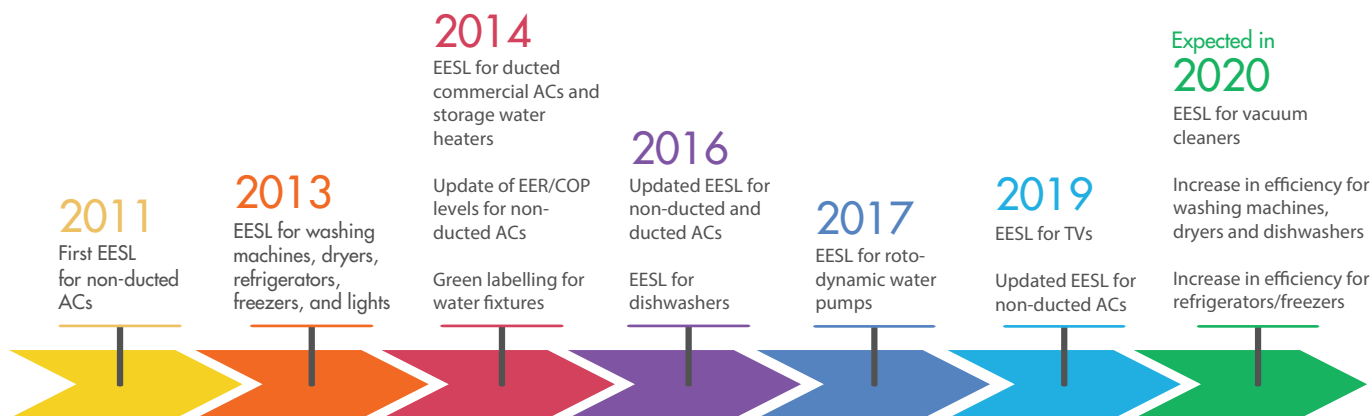 2011
First EESL
for non-ducted
ACs
2013
EESL for washing
machines, dryers,
refrigerators,
freezers, and lights
2014
EESL for ducted
commercial ACs and
storage water
heaters
Update of EER/COP
levels for non-
ducted ACs
Green labelling for
water fixtures
2016
Updated EESL for
non-ducted and
ducted ACs
EESL for
dishwashers
2017
EESL for roto-
dynamic water
pumps
2019
EESL for TVs
Updated EESL for
non-ducted ACs
Expected in
2020
EESL for vacuum
cleaners
Increase in efficiency for
washing machines,
dryers and dishwashers
Increase in efficiency for
refrigerators/freezers